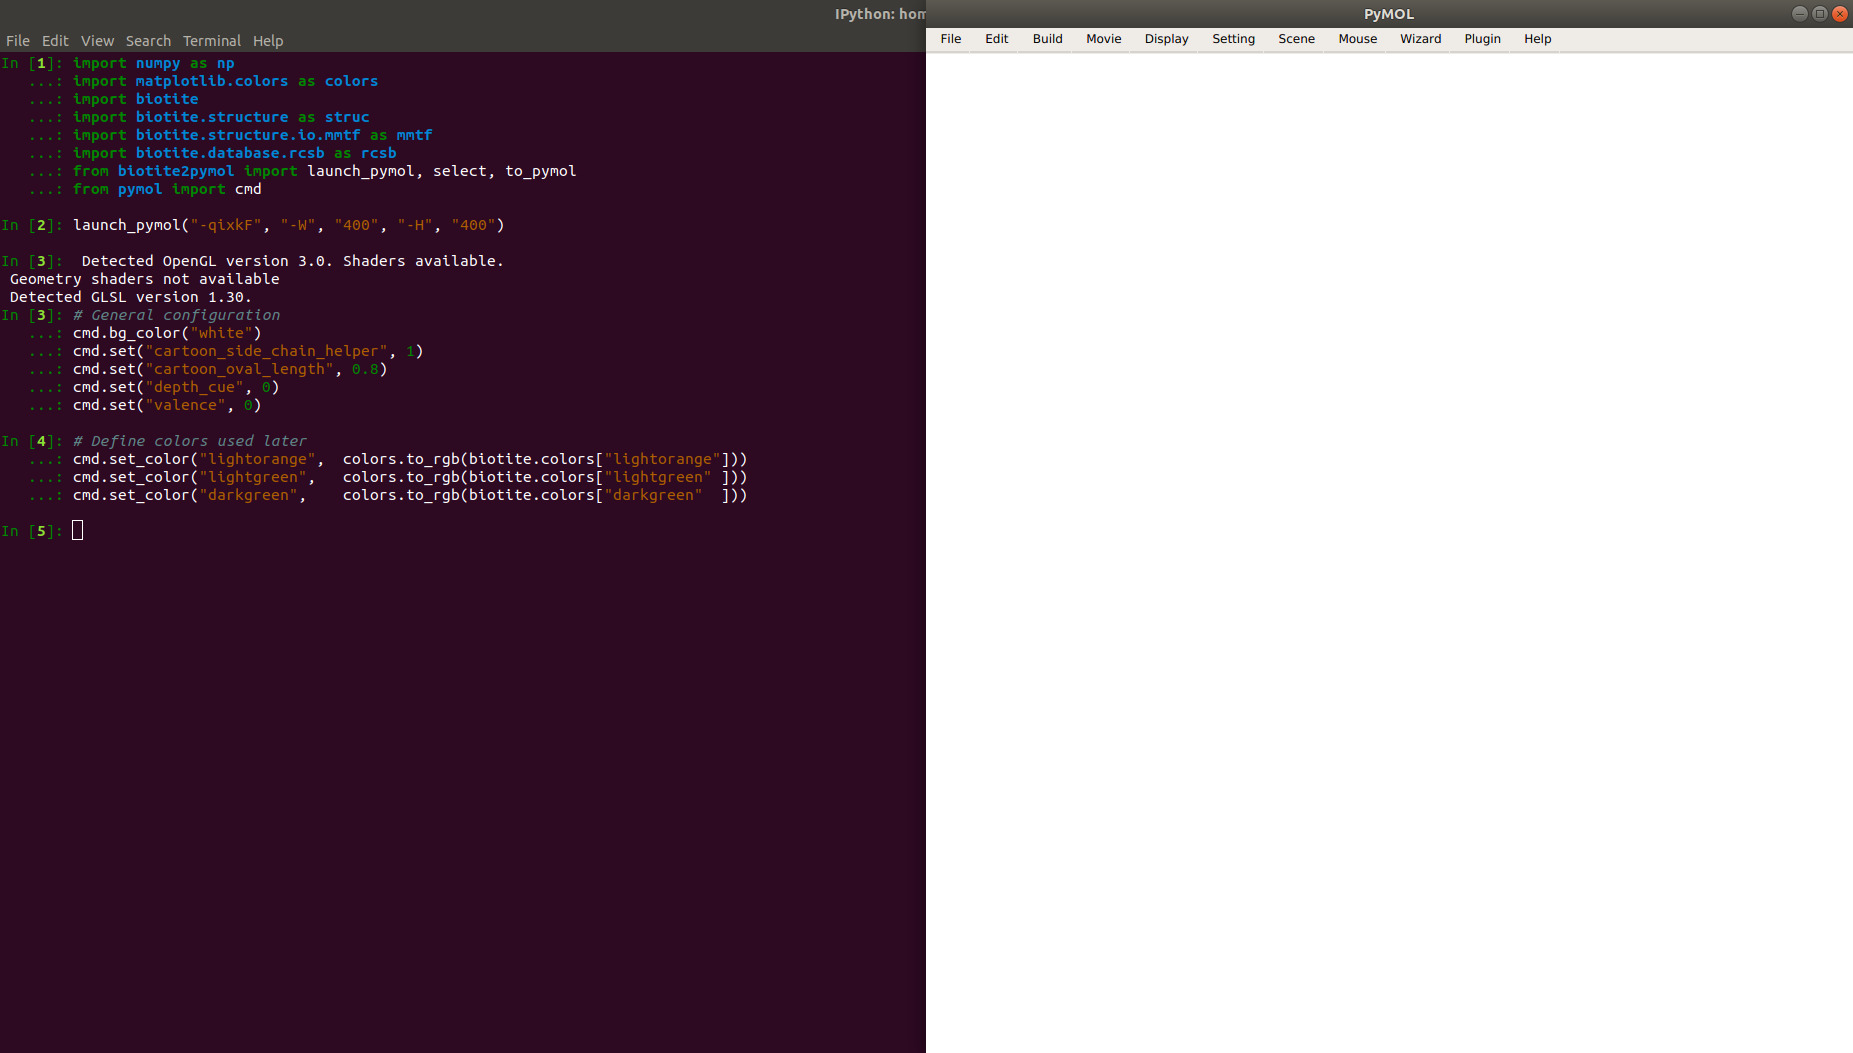 IPython: hom
File Edit View Search Terminal Help
In [1]: import numpy as np
   ...: import matplotlib.colors as colors
   ...: import biotite
   ...: import biotite.structure as struc
   ...: import biotite.structure.io.mmtf as mmtf
   ...: import biotite.database.rcsb as rcsb
   ...: from biotite2pymol import launch_pymol, select, to_pymol
   ...: from pymol import cmd
In [2]: launch_pymol("-qixkF", "-W", "400", "-H", "400")
In [3]:  Detected OpenGL version 3.0. Shaders available.
 Geometry shaders not available
 Detected GLSL version 1.30.
In [3]: # General configuration
   ...: cmd.bg_color("white")
   ...: cmd.set("cartoon_side_chain_helper", 1)
   ...: cmd.set("cartoon_oval_length", 0.8)
   ...: cmd.set("depth_cue", 0)
   ...: cmd.set("valence", 0)
In [4]: # Define colors used later
   ...: cmd.set_color("lightorange",  colors.to_rgb(biotite.colors["lightorange"]))
   ...: cmd.set_color("lightgreen",   colors.to_rgb(biotite.colors["lightgreen" ]))
   ...: cmd.set_color("darkgreen",    colors.to_rgb(biotite.colors["darkgreen"  ]))
In [5]:
PyMOL
File Edit Build Movie Display Setting Scene Mouse Wizard Plugin Help